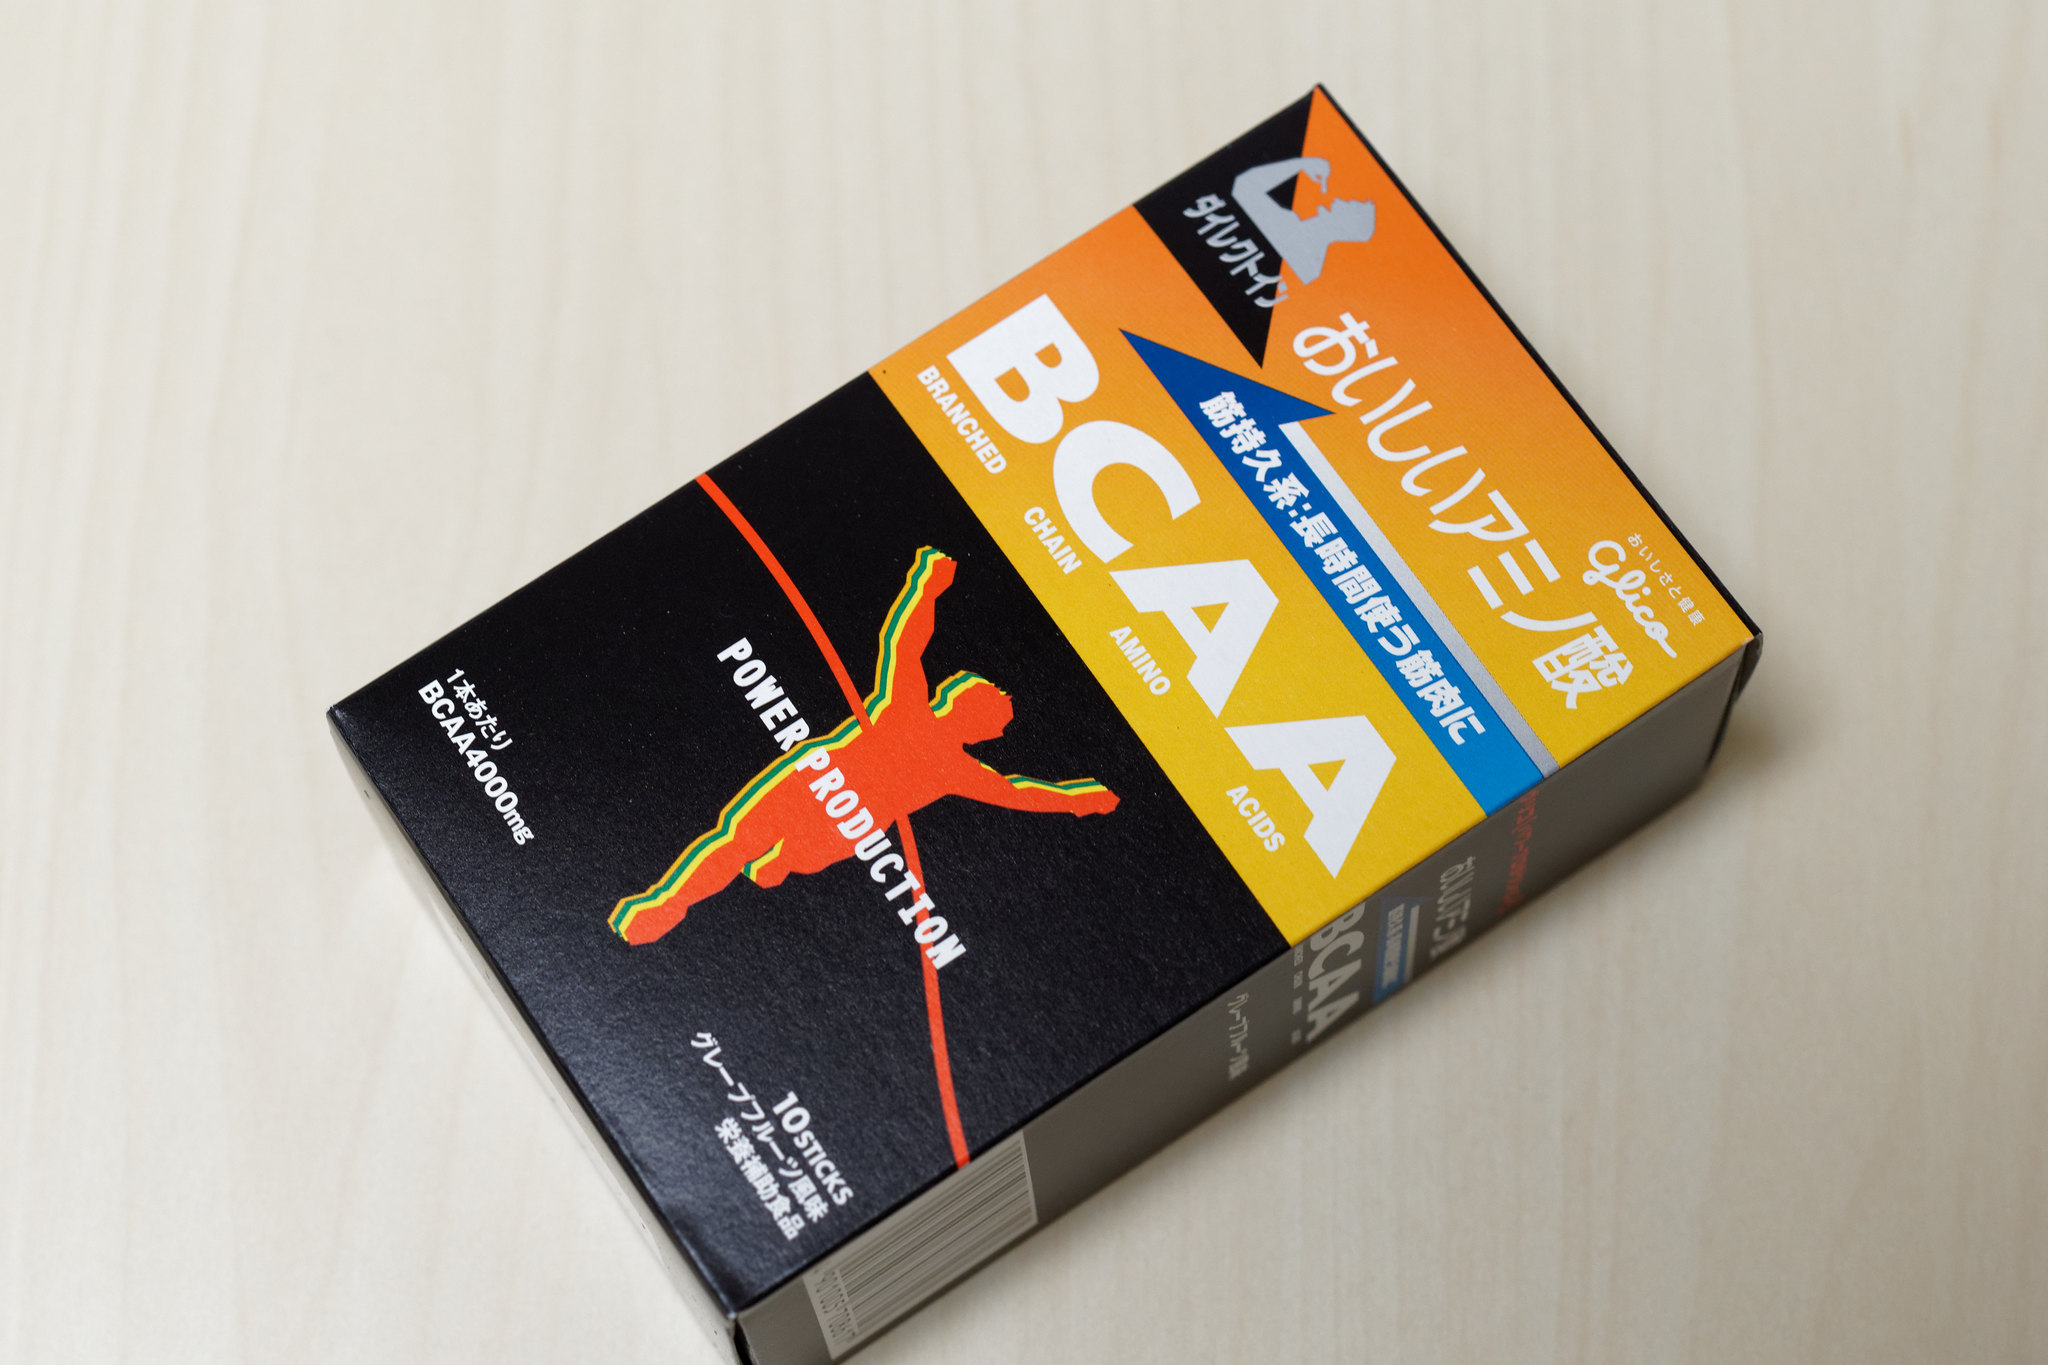 ダイレクトイン
おいしいアミノ酸
おいしさと健康
glico
筋持久系:長時間使う筋肉に
BCAA
BRANCHED CHAIN AMINO ACIDS
POWER PRODUCTION
1本あたり
BCAA4000mg
10STICKS
グレープフルーツ風味
栄養補助食品
おいしいアミノ酸
BCAA
グレープフルーツ風味